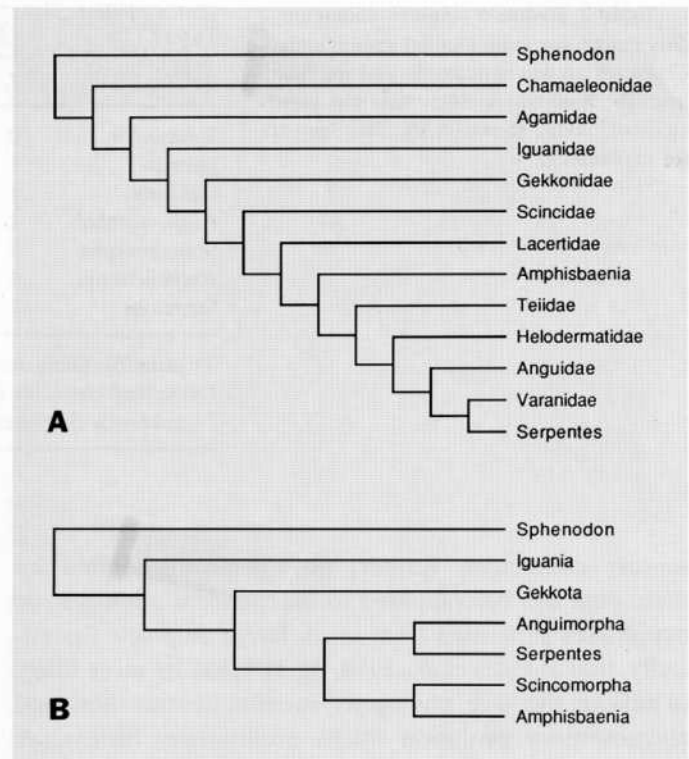 Sphenodon
Chamaeleonidae
Agamidae
Iguanidae
Gekkonidae
Scincidae
Lacertidae
Amphisbaenia
Teiidae
Helodermatidae
Anguidae
Varanidae
Serpentes
A
Sphenodon
Iguania
Gekkota
Anguimorpha
Serpentes
Scincomorpha
Amphisbaenia
B